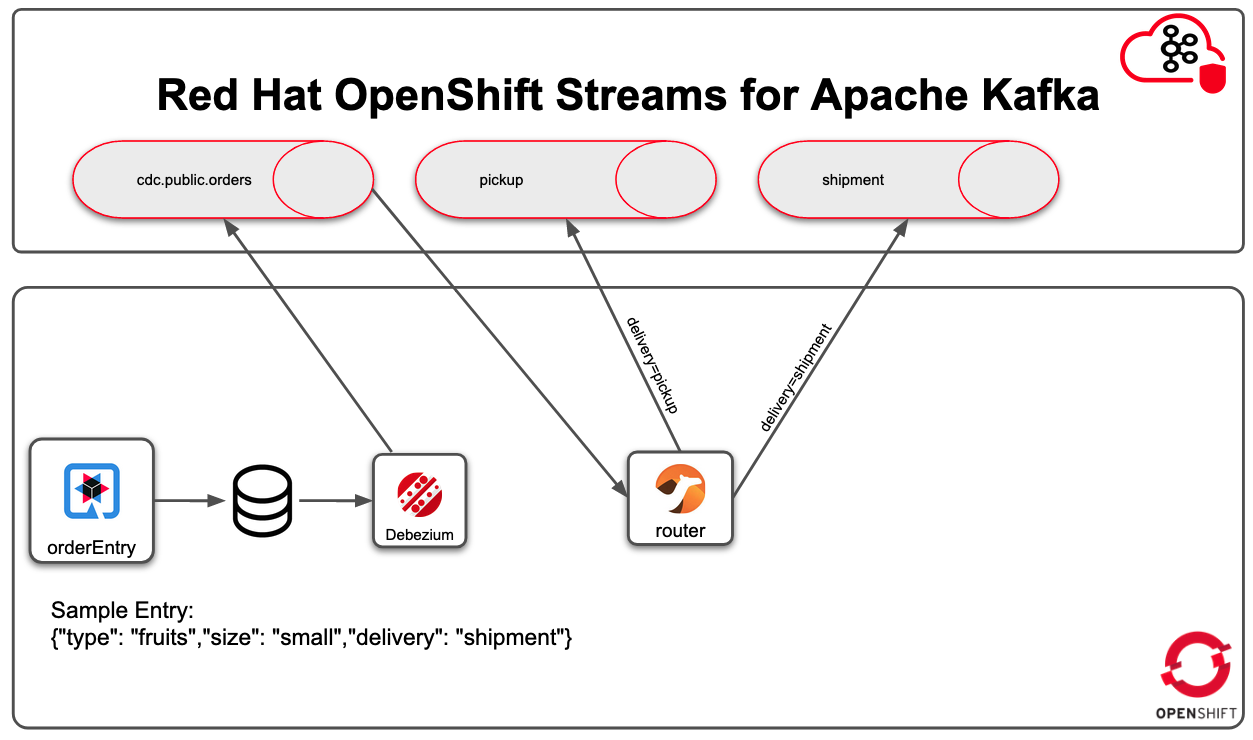 Red Hat OpenShift Streams for Apache Kafka
cdc.public.orders
pickup
shipment
delivery=pickup
delivery=shipment
orderEntry
Debezium
router
Sample Entry:
{"type": "fruits","size": "small","delivery": "shipment"}
OPENSHIFT